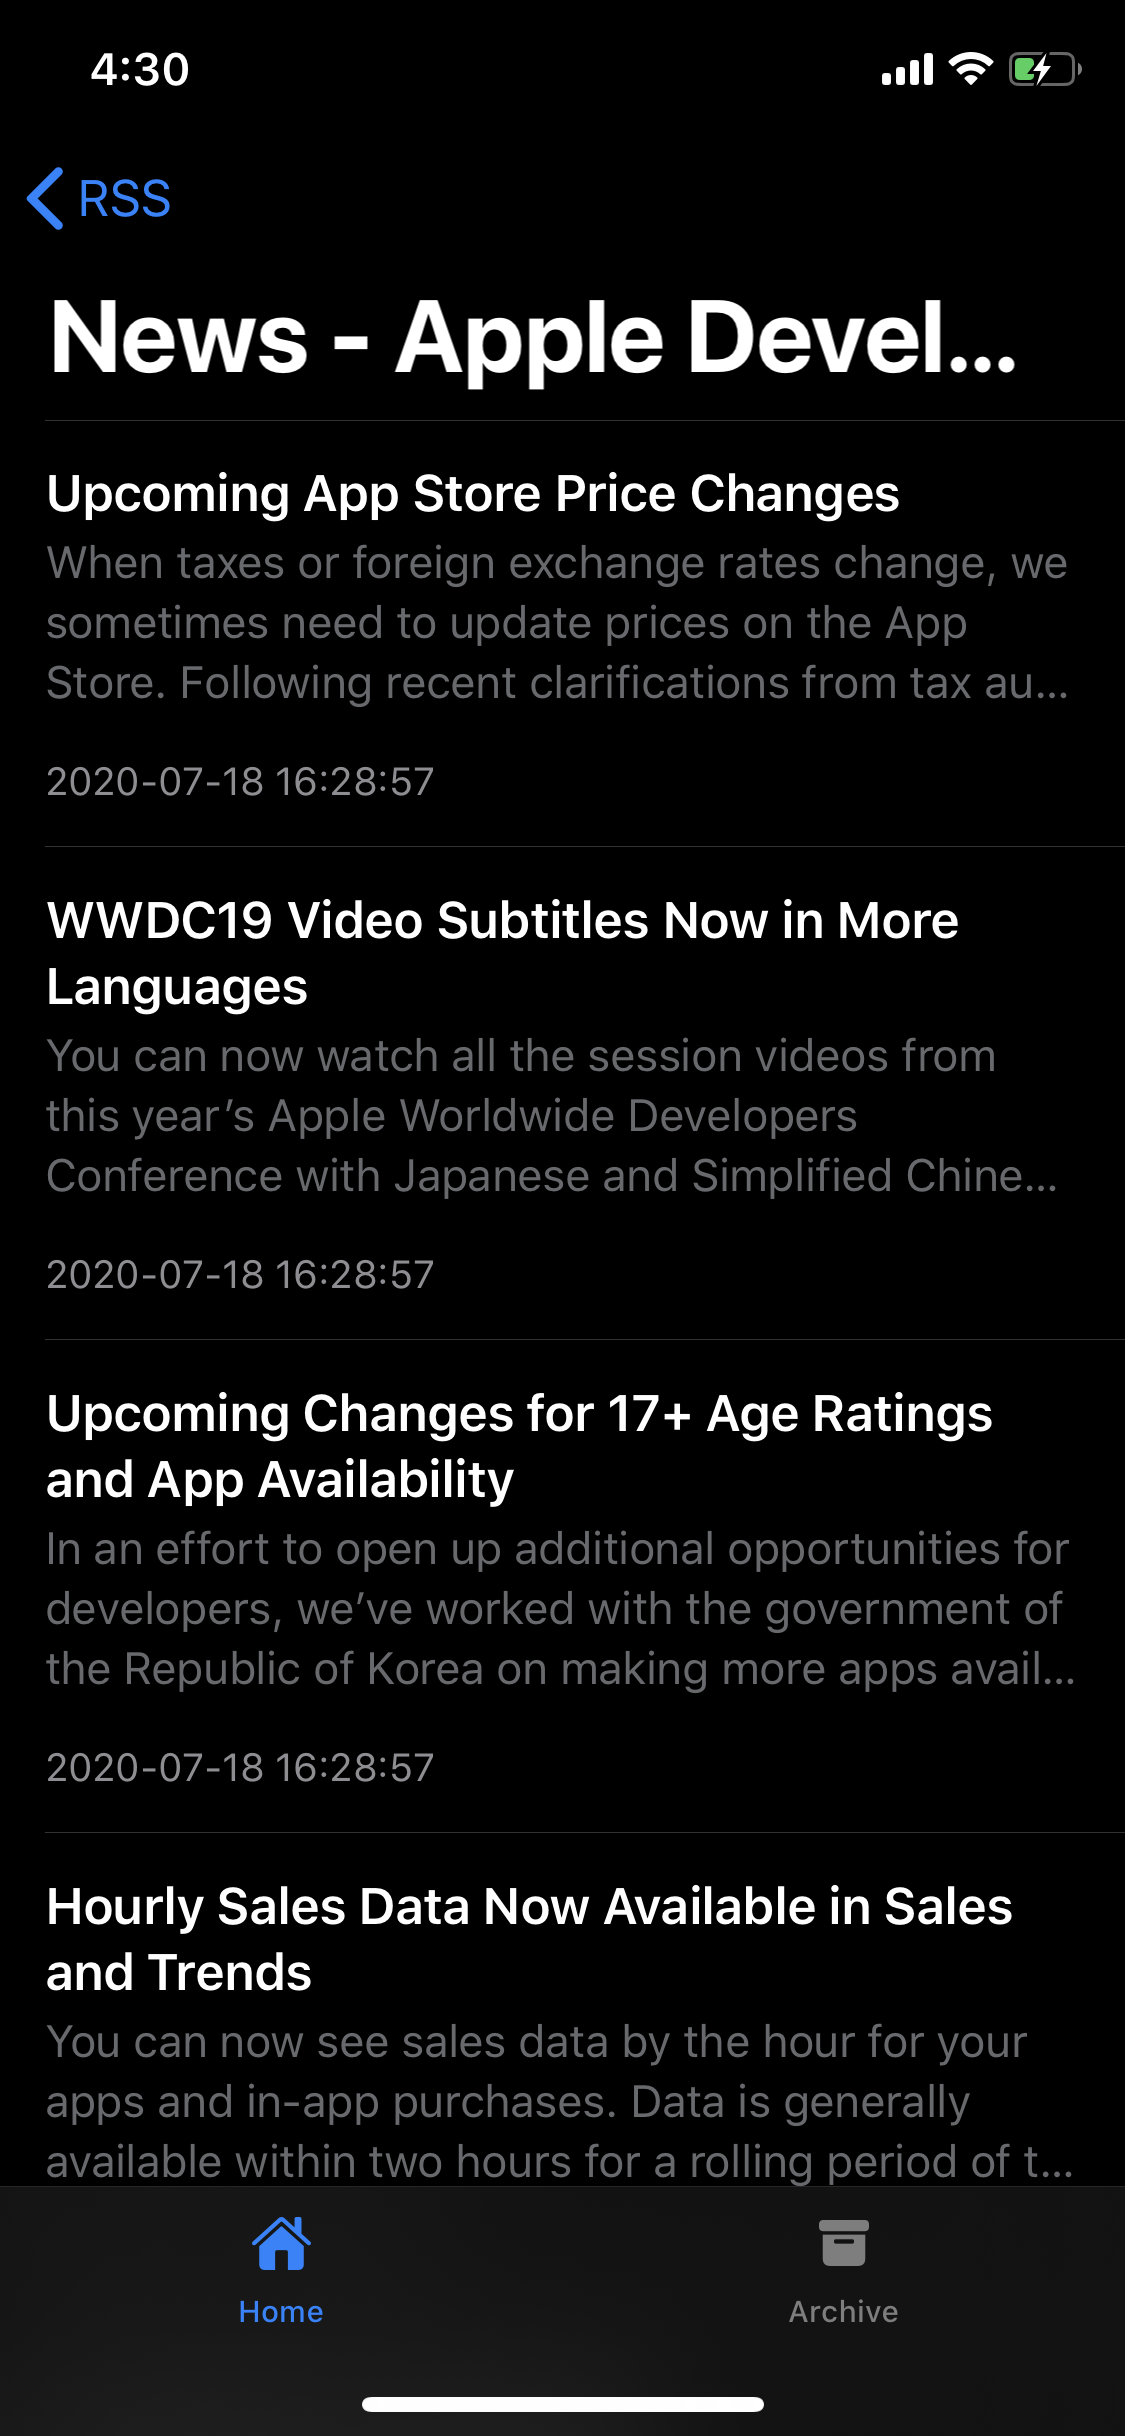 4:30
RSS
News - Apple Devel...
Upcoming App Store Price Changes
When taxes or foreign exchange rates change, we
sometimes need to update prices on the App
Store. Following recent clarifications from tax au...
2020-07-18 16:28:57
WWDC19 Video Subtitles Now in More
Languages
You can now watch all the session videos from
this year’s Apple Worldwide Developers
Conference with Japanese and Simplified Chine...
2020-07-18 16:28:57
Upcoming Changes for 17+ Age Ratings
and App Availability
In an effort to open up additional opportunities for
developers, we’ve worked with the government of
the Republic of Korea on making more apps avail...
2020-07-18 16:28:57
Hourly Sales Data Now Available in Sales
and Trends
You can now see sales data by the hour for your
apps and in-app purchases. Data is generally
available within two hours for a rolling period of t...
Home
Archive